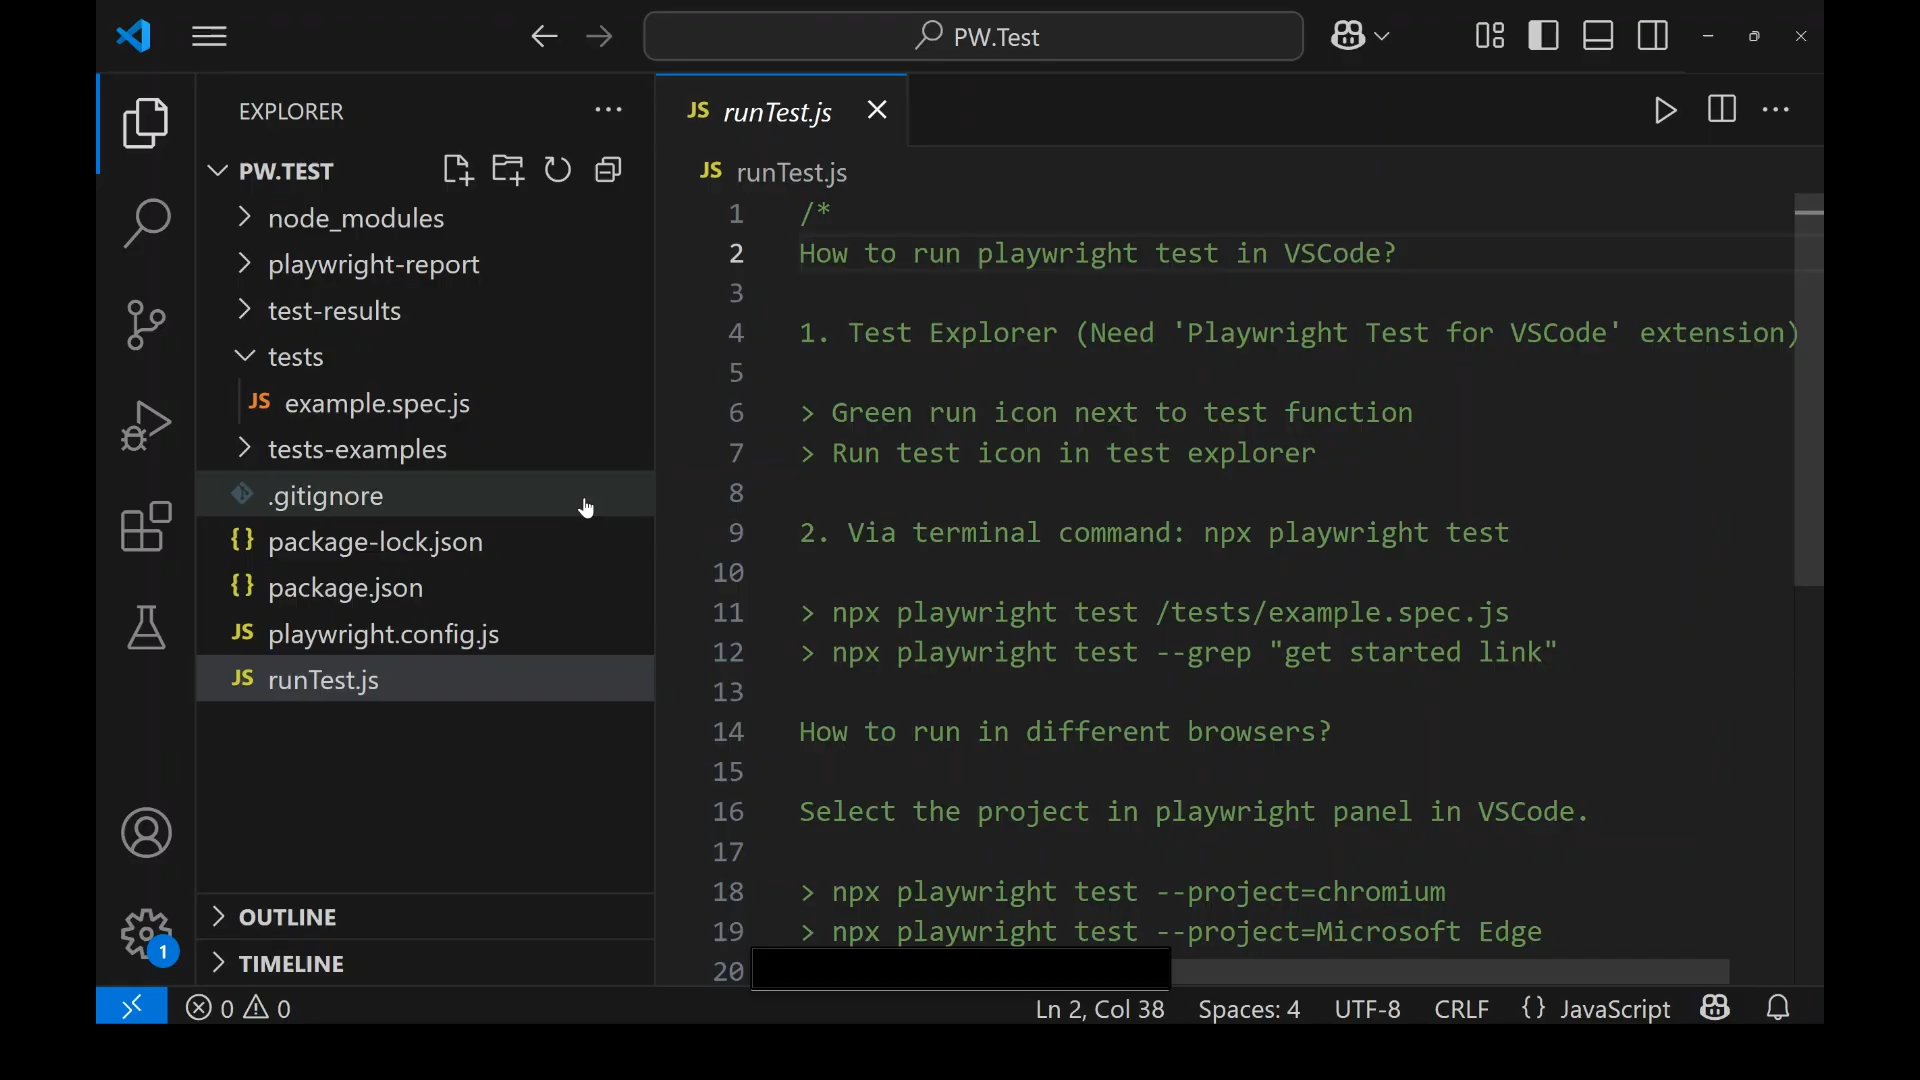 PW.Test
EXPLORER
JS runTest.js
PW.TEST
JS runTest.js
node_modules
playwright-report
test-results
tests
JS example.spec.js
tests-examples
.gitignore
{} package-lock.json
{} package.json
JS playwright.config.js
JS runTest.js
OUTLINE
TIMELINE
1 /*
2 How to run playwright test in VSCode?
3
4 1. Test Explorer (Need 'Playwright Test for VSCode' extension)
5
6 > Green run icon next to test function
7 > Run test icon in test explorer
8
9 2. Via terminal command: npx playwright test
10
11 > npx playwright test /tests/example.spec.js
12 > npx playwright test --grep "get started link"
13
14 How to run in different browsers?
15
16 Select the project in playwright panel in VSCode.
17
18 > npx playwright test --project=chromium
19 > npx playwright test --project=Microsoft Edge
20
1
0 0 Ln 2, Col 38 Spaces: 4 UTF-8 CRLF {} JavaScript